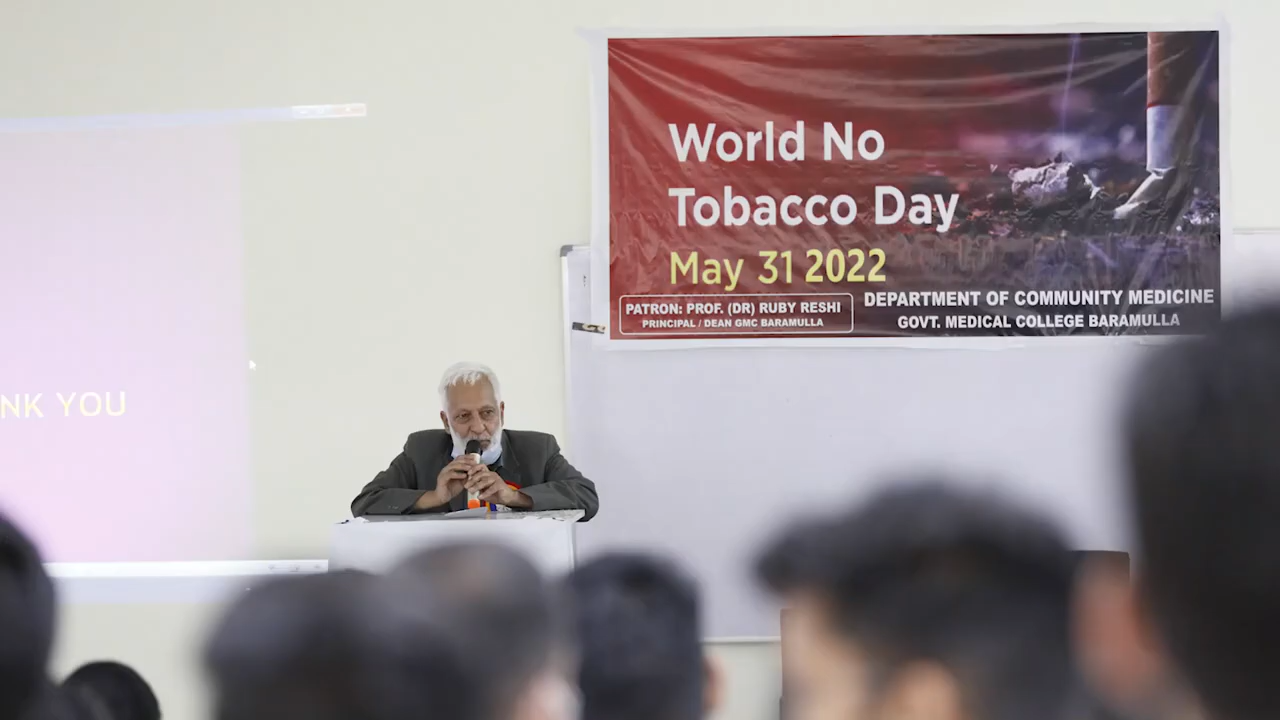 World No
Tobacco Day
May 31 2022
PATRON: PROF. (DR) RUBY RESHI
PRINCIPAL / DEAN GMC BARAMULLA
DEPARTMENT OF COMMUNITY MEDICINE
GOVT. MEDICAL COLLEGE BARAMULLA
NK YOU